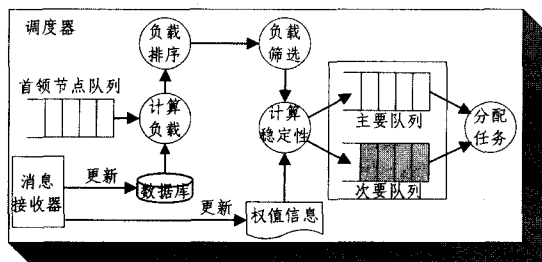 调度器
负载
排序
负载
筛选
首领节点队列
计算
负载
计算
稳定性
主要队列
分配
任务
消息
接收器
更新
数据库
更新
权值信息
次要队列